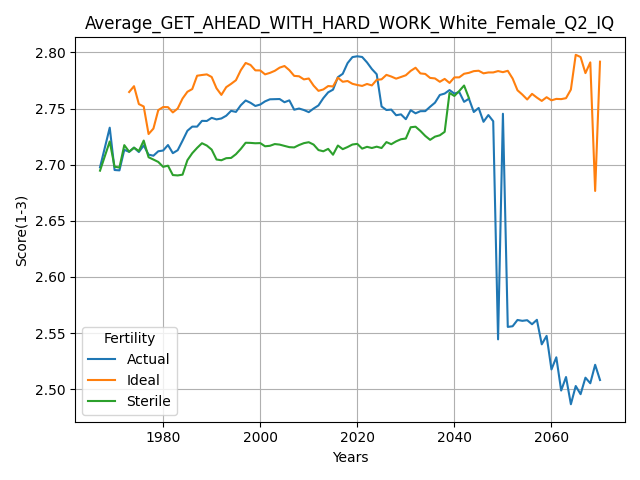 Average_GET_AHEAD_WITH_HARD_WORK_White_Female_Q2_IQ
Score(1-3)
2.80
2.75
2.70
2.65
2.60
2.55
2.50
Fertility
Actual
Ideal
Sterile
1980 2000 2020 2040 2060
Years